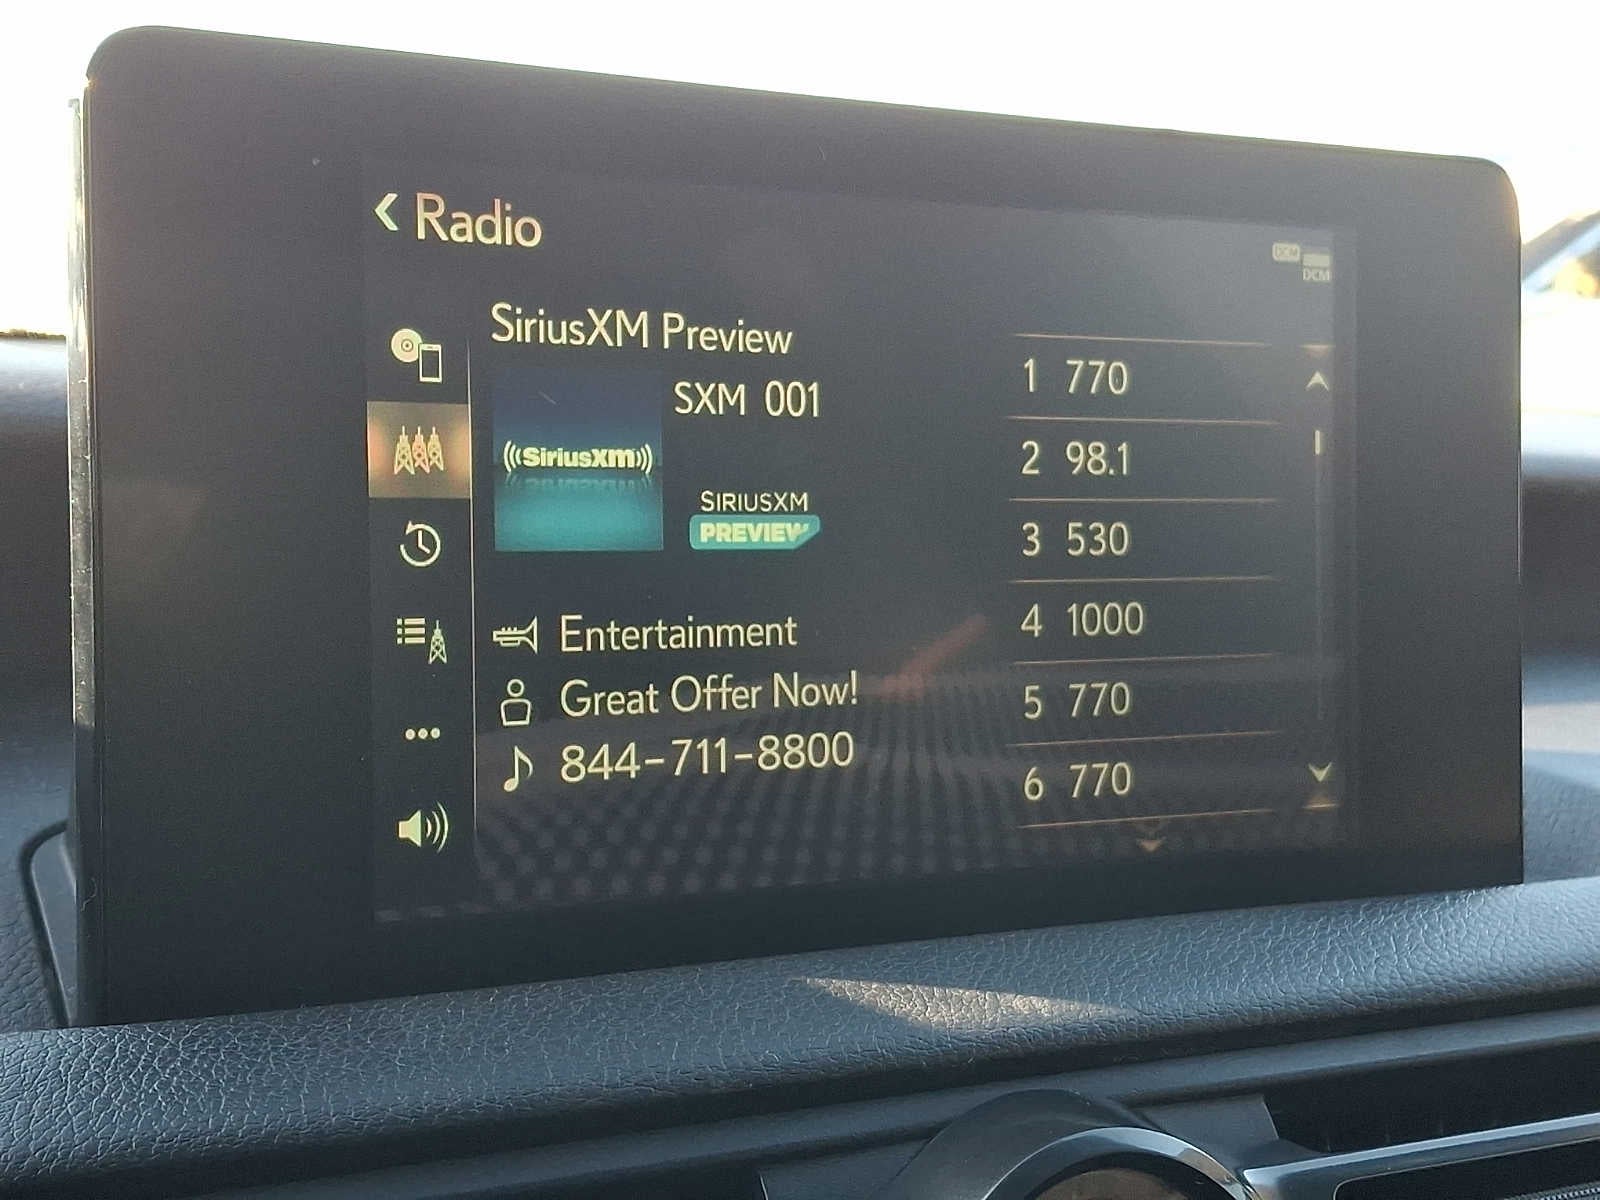 Radio
DCM
DCM
SiriusXM Preview
SXM 001
((SiriusXm))
SIRIUSXM
PREVIEW
Entertainment
Great Offer Now!
844-711-8800
1 770
2 98.1
3 530
4 1000
5 770
6 770